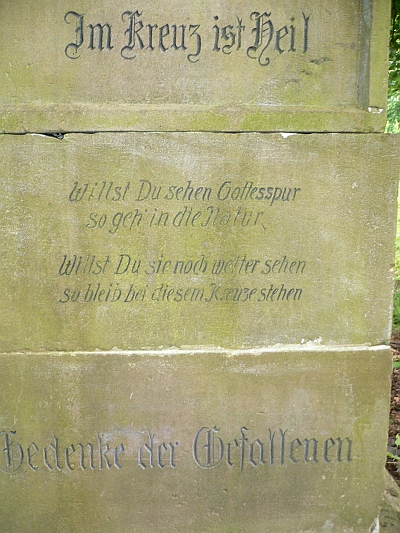 Im Kreuz ist Heil
Willst Du sehen Gottesspur
so geh' in die Natur,
Willst Du sie noch weiter sehen
so bleib bei diesem Kreuze stehen
Gedenke der Gefallenen